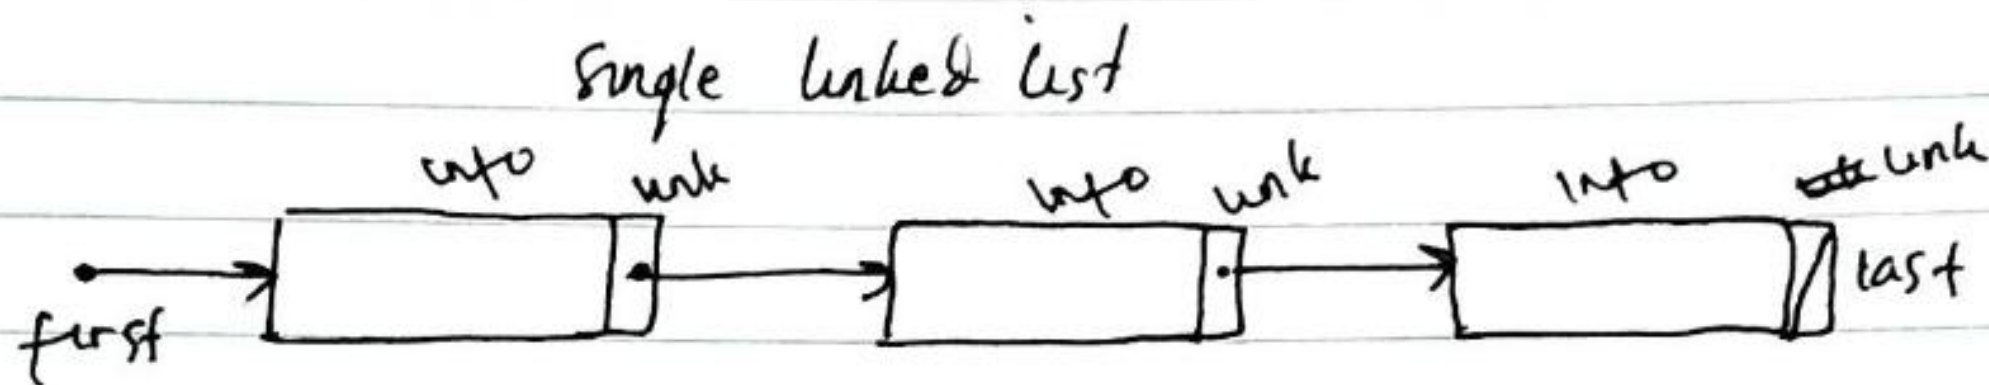 Single linked list
info link info link info link
first last